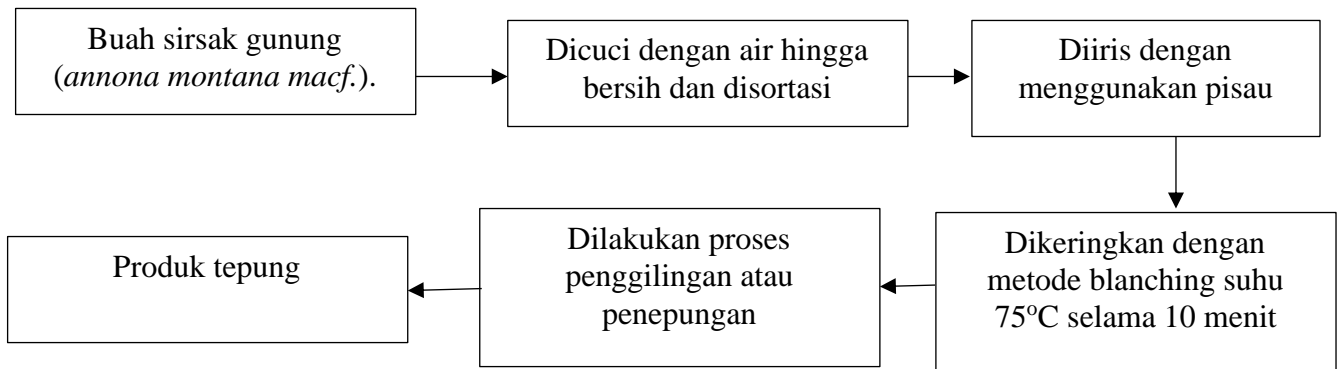 Buah sirsak gunung
(annona montana macf.).
Dicuci dengan air hingga
bersih dan disortasi
Diiris dengan
menggunakan pisau
Dikeringkan dengan
metode blanching suhu
75°C selama 10 menit
Dilakukan proses
penggilingan atau
penepungan
Produk tepung